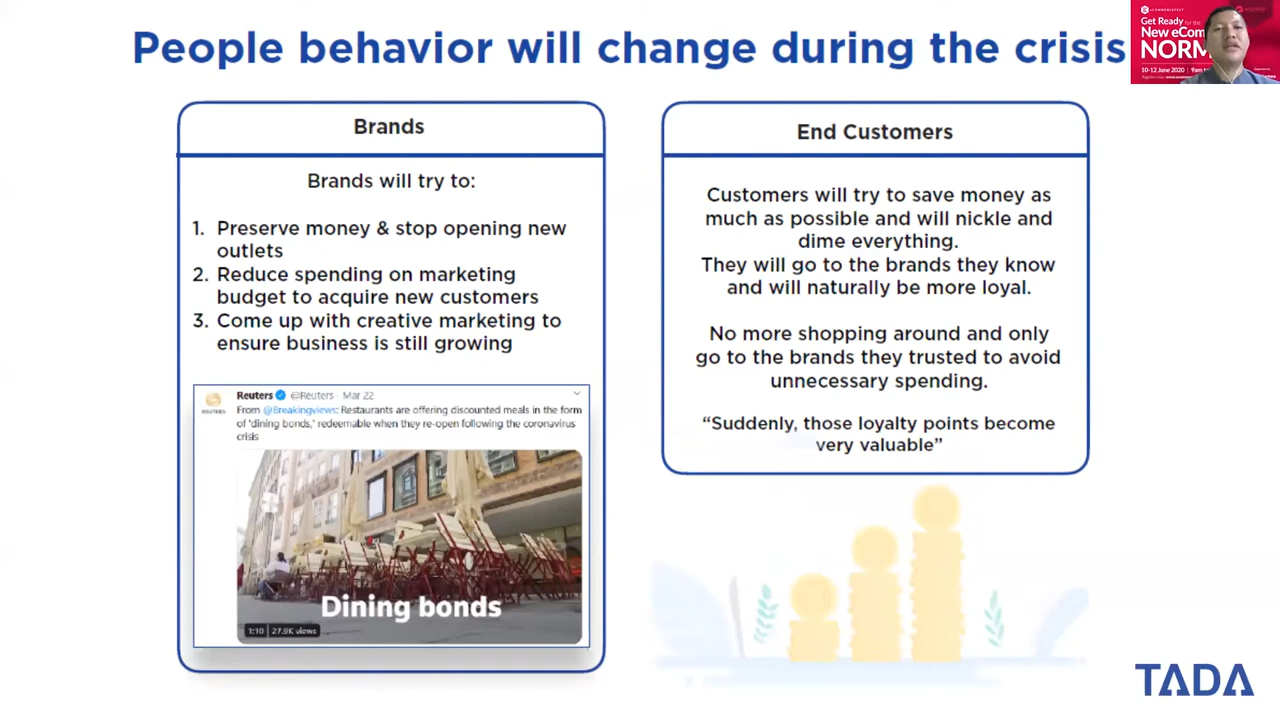 People behavior will change during the crisis
Get Ready for the
New eCom
NORM
10-12 June 2020 | 9am
Brands
Brands will try to:
1. Preserve money & stop opening new
outlets
2. Reduce spending on marketing
budget to acquire new customers
3. Come up with creative marketing to
ensure business is still growing
Reuters @Reuters · Mar 22
REUTERS
From @Breakingviews: Restaurants are offering discounted meals in the form
of 'dining bonds,' redeemable when they re-open following the coronavirus
crisis
Dining bonds
1:10 27.9K views
End Customers
Customers will try to save money as
much as possible and will nickle and
dime everything.
They will go to the brands they know
and will naturally be more loyal.
No more shopping around and only
go to the brands they trusted to avoid
unnecessary spending.
“Suddenly, those loyalty points become
very valuable”
TADA